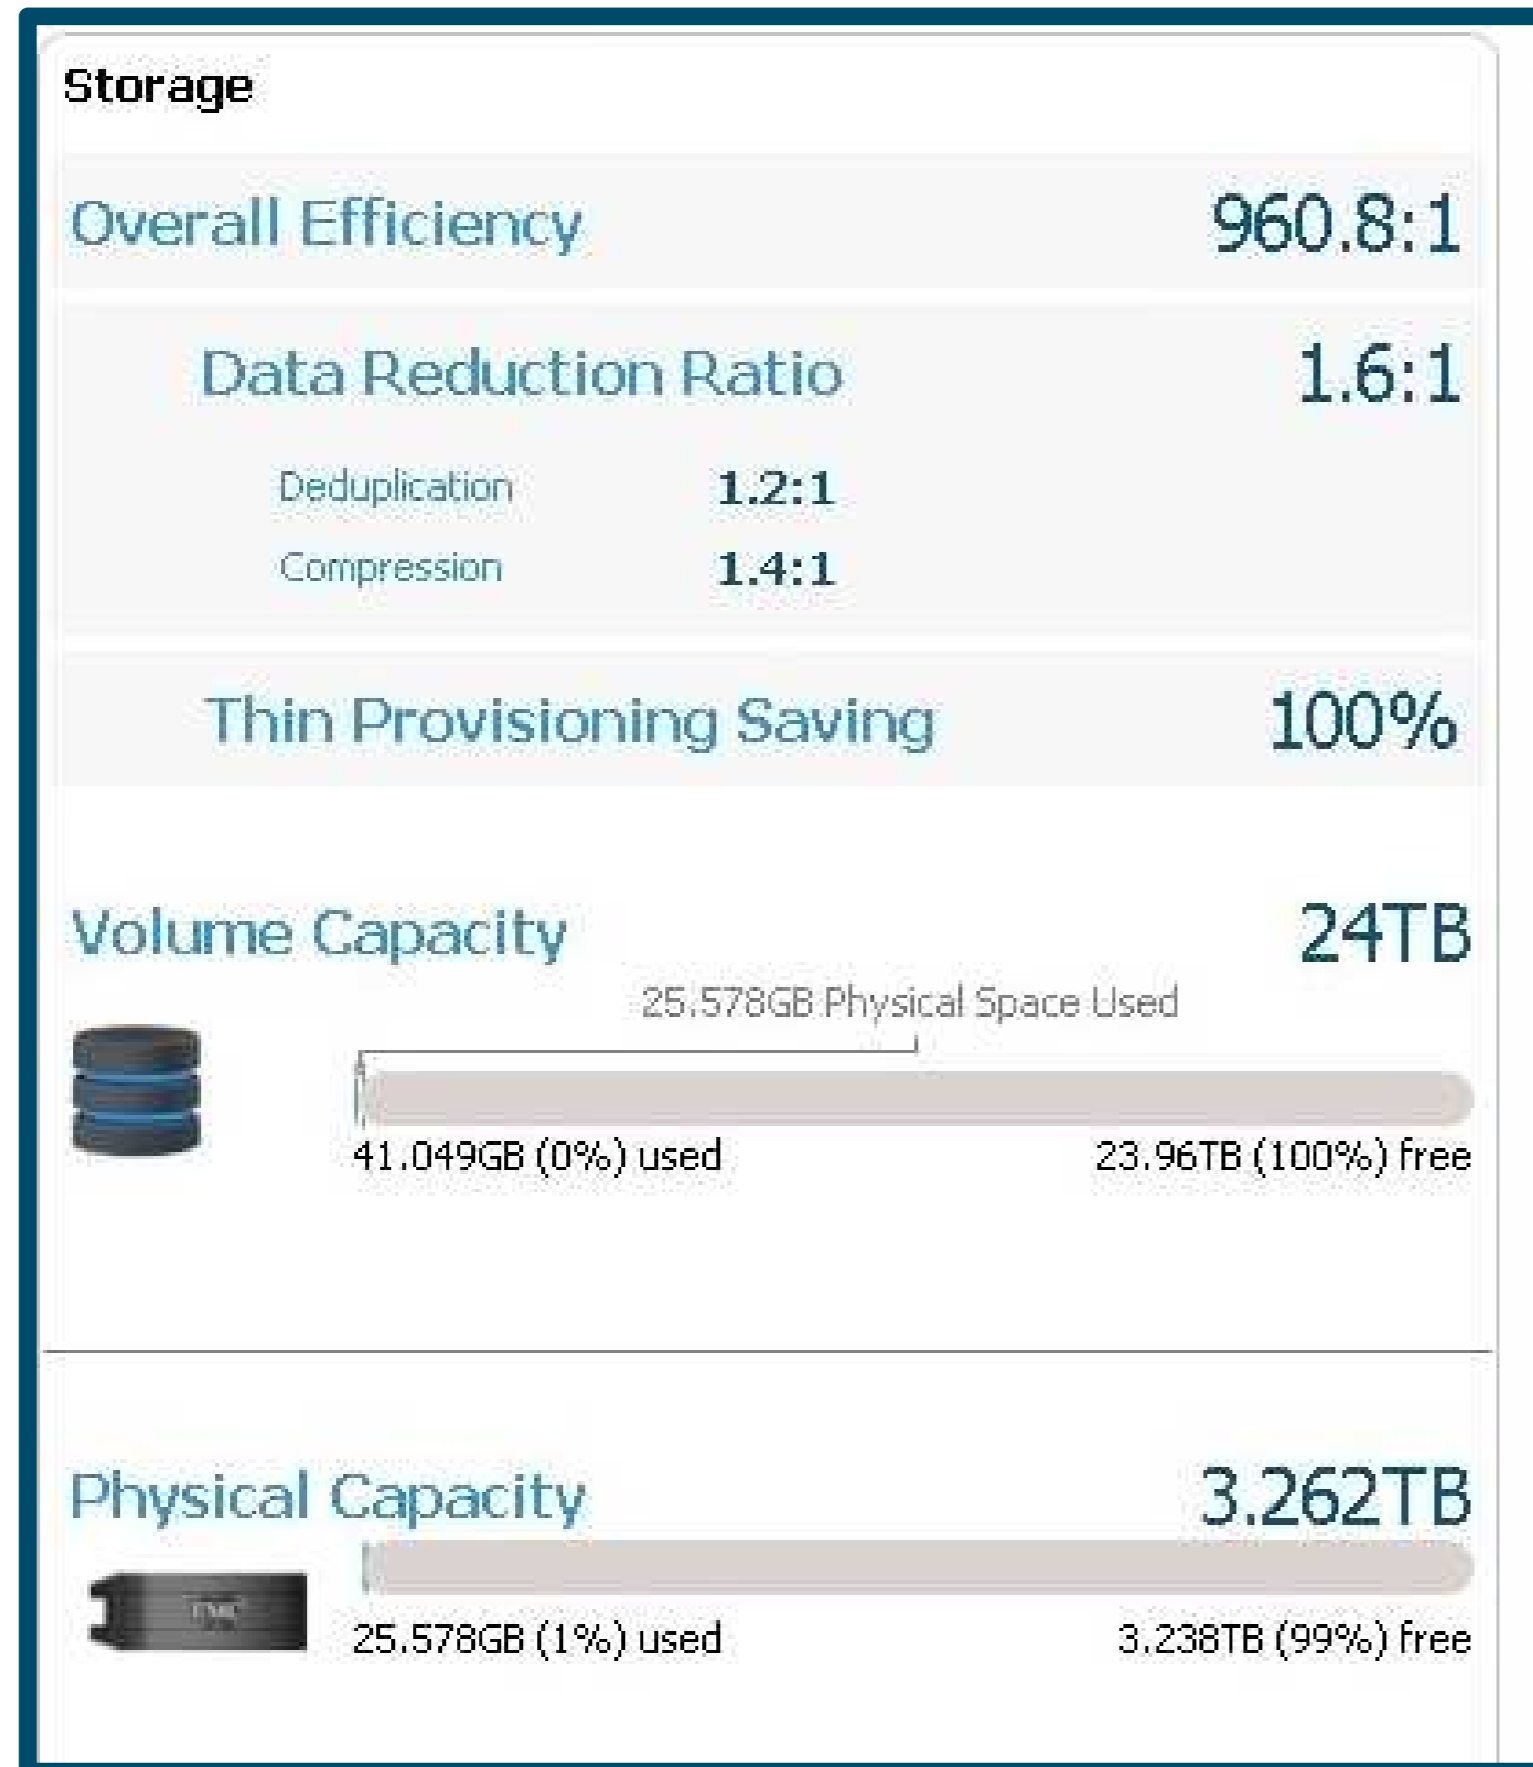 Storage
Overall Efficiency 960.8:1
Data Reduction Ratio 1.6:1
Deduplication 1.2:1
Compression 1.4:1
Thin Provisioning Saving 100%
Volume Capacity 24TB
25.578GB Physical Space Used
41.049GB (0%) used 23.96TB (100%) free
Physical Capacity 3.262TB
25.578GB (1%) used 3.238TB (99%) free